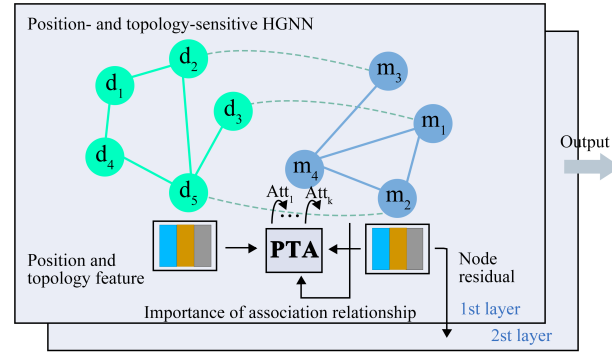 Position- and topology-sensitive HGNN
d2
m3
d1
d3
m1
Output
d4
m4
d5
Att1
Attk
m2
...
PTA
Position and
topology feature
Node
residual
Importance of association relationship
1st layer
2st layer